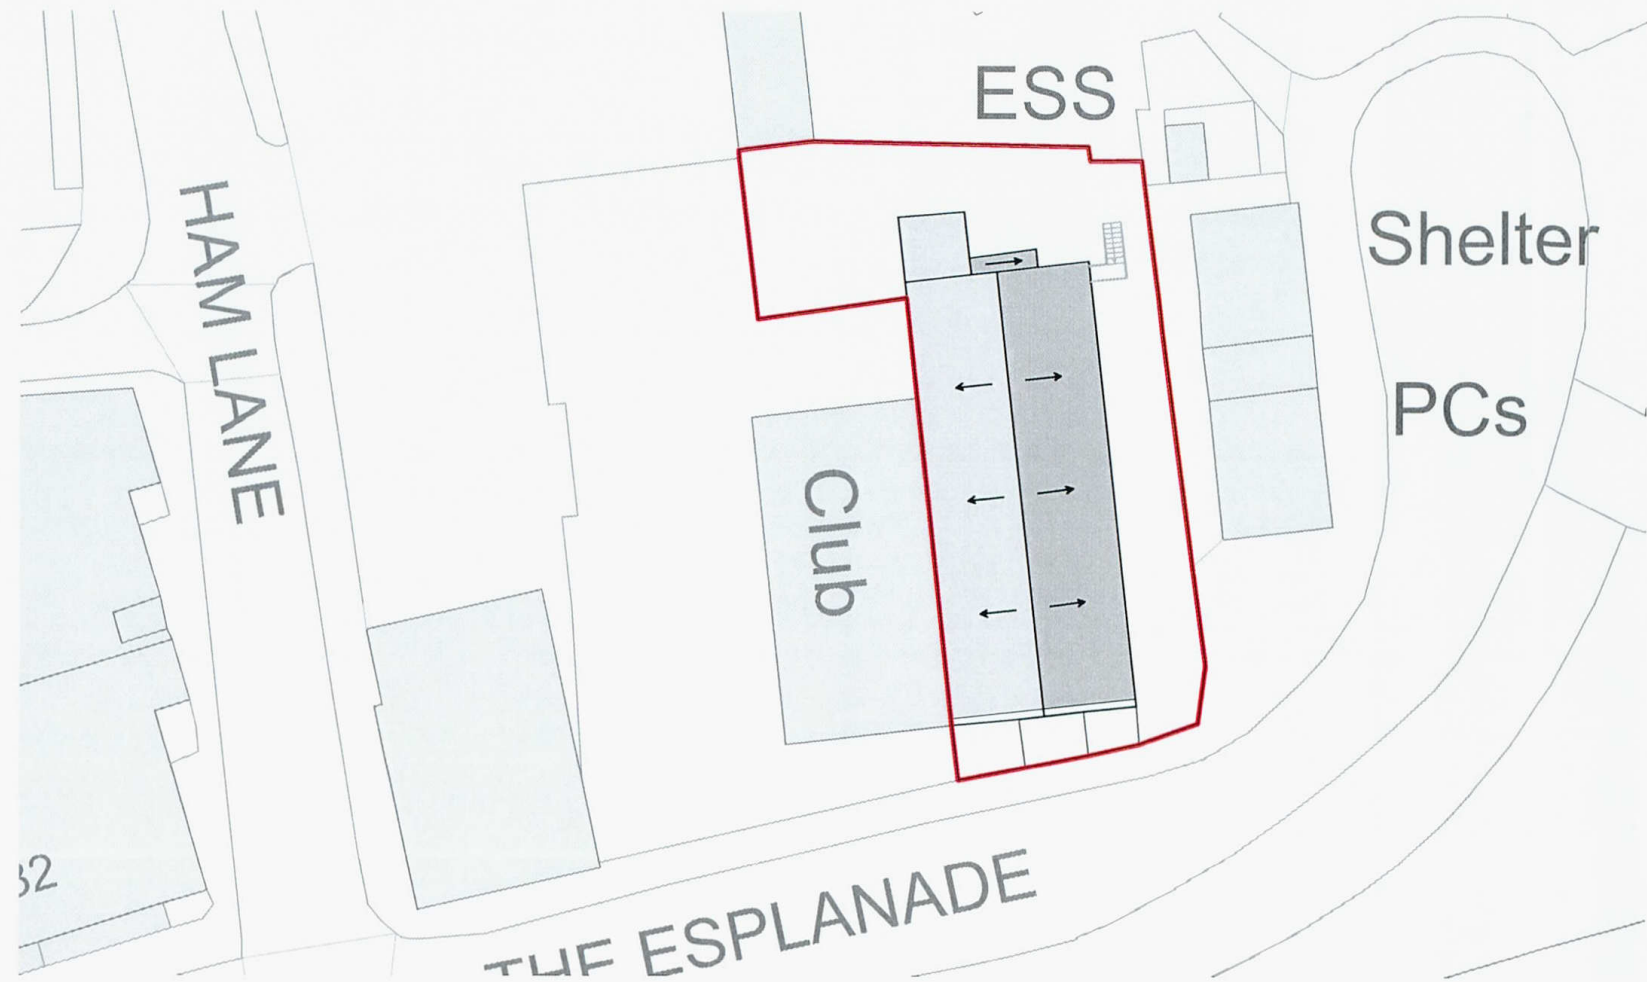 ESS
HAM LANE
Shelter
PCs
Club
32
THE ESPLANADE